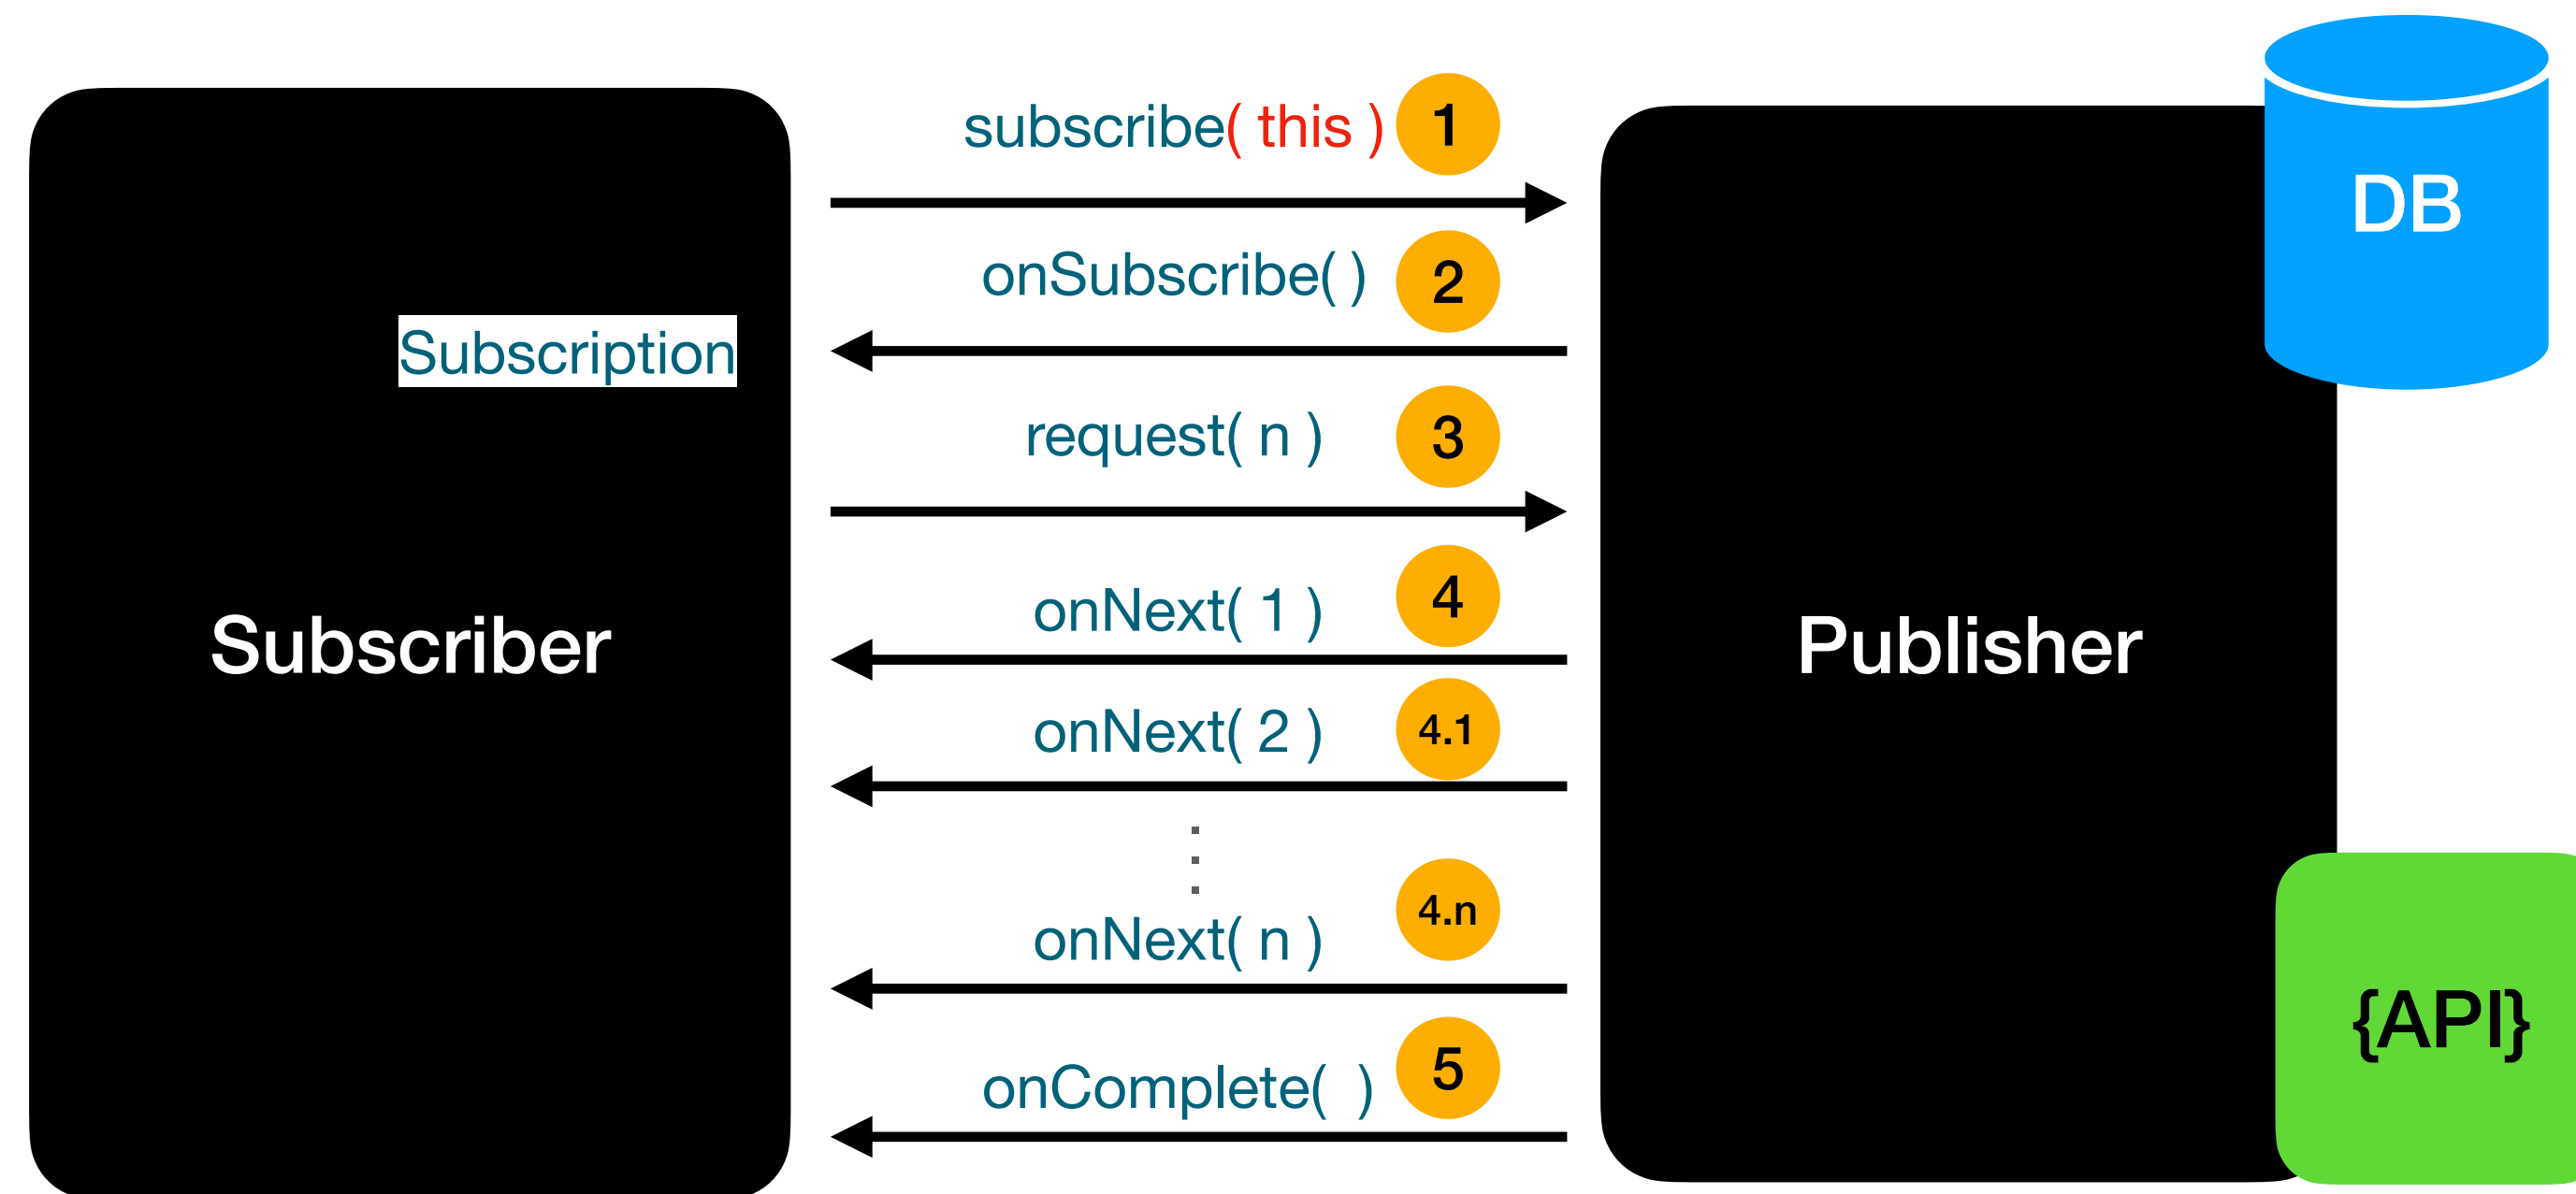 subscribe( this ) 1
DB
onSubscribe( ) 2
Subscription
request( n ) 3
onNext( 1 ) 4
Subscriber
Publisher
onNext( 2 ) 4.1
onNext( n ) 4.n
{API}
onComplete(  ) 5